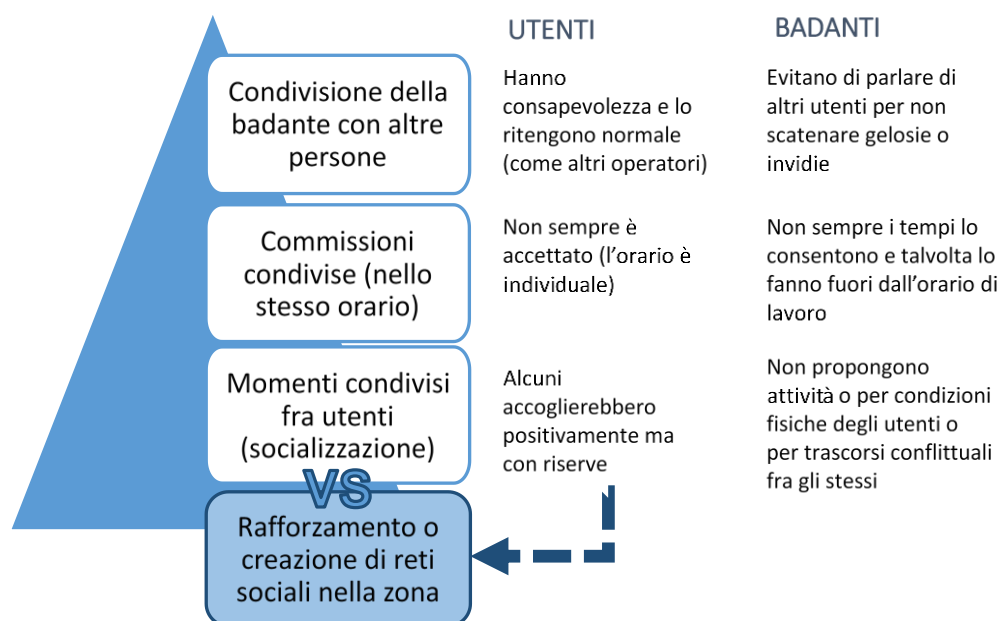 UTENTI
BADANTI
Condivisione della
badante con altre
persone
Hanno
consapevolezza e lo
ritengono normale
(come altri operatori)
Evitano di parlare di
altri utenti per non
scatenare gelosie o
invidie
Commissioni
condivise (nello
stesso orario)
Non sempre è
accettato (l'orario è
individuale)
Non sempre i tempi lo
consentono e talvolta lo
fanno fuori dall'orario di
lavoro
Momenti condivisi
fra utenti
(socializzazione)
Alcuni
accoglierebbero
positivamente ma
con riserve
Non propongono
attività o per condizioni
fisiche degli utenti o
per trascorsi conflittuali
fra gli stessi
VS
Rafforzamento o
creazione di reti
sociali nella zona